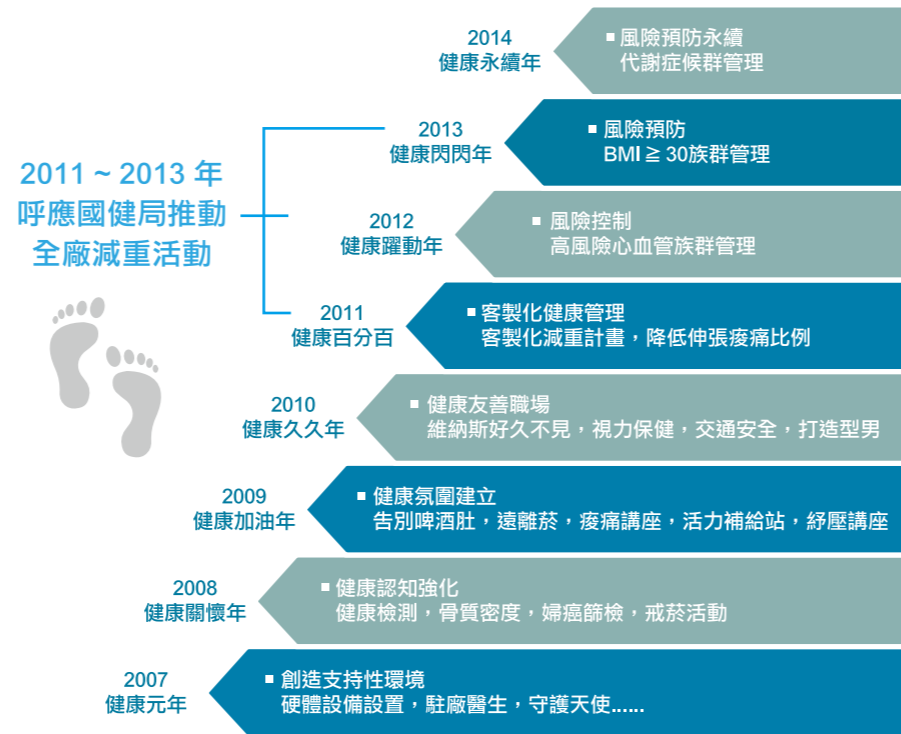 2014
健康永續年
▪ 風險預防永續
代謝症候群管理
2013
健康閃閃年
▪ 風險預防
BMI ≧ 30族群管理
2011 ~ 2013 年
呼應國健局推動
全廠減重活動
2012
健康躍動年
▪ 風險控制
高風險心血管族群管理
2011
健康百分百
▪ 客製化健康管理
客製化減重計畫，降低伸張痠痛比例
2010
健康久久年
▪ 健康友善職場
維納斯好久不見，視力保健，交通安全，打造型男
2009
健康加油年
▪ 健康氛圍建立
告別啤酒肚，遠離菸，痠痛講座，活力補給站，紓壓講座
2008
健康關懷年
▪ 健康認知強化
健康檢測，骨質密度，婦癌篩檢，戒菸活動
2007
健康元年
▪ 創造支持性環境
硬體設備設置，駐廠醫生，守護天使......